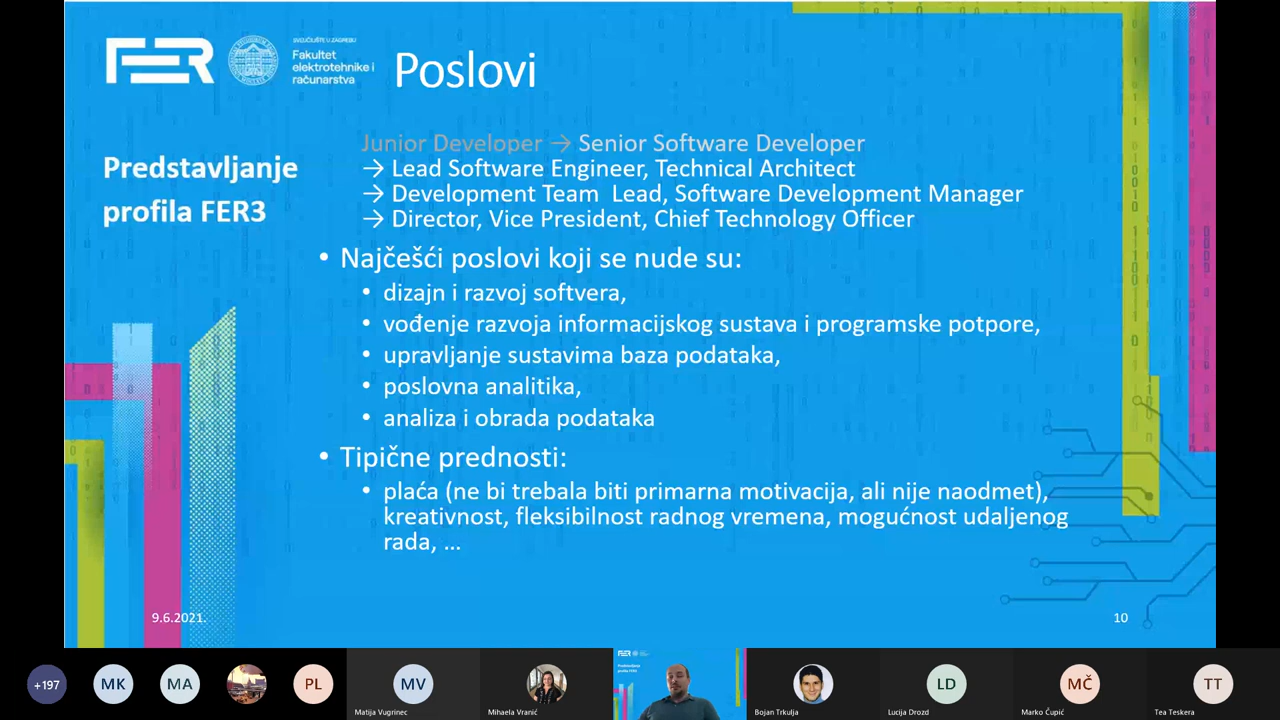 FER
SVEUČILIŠTE U ZAGREBU
Fakultet
elektrotehnike i
računarstva
Poslovi
Predstavljanje
profila FER3
Junior Developer → Senior Software Developer
→ Lead Software Engineer, Technical Architect
→ Development Team Lead, Software Development Manager
→ Director, Vice President, Chief Technology Officer
• Najčešći poslovi koji se nude su:
• dizajn i razvoj softvera,
• vođenje razvoja informacijskog sustava i programske potpore,
• upravljanje sustavima baza podataka,
• poslovna analitika,
• analiza i obrada podataka
• Tipične prednosti:
• plaća (ne bi trebala biti primarna motivacija, ali nije naodmet),
kreativnost, fleksibilnost radnog vremena, mogućnost udaljenog
rada, ...
9.6.2021.
10
+197
MK
MA
PL
MV
Matija Vugrinec
Mihaela Vranić
FER
Predstavljanje
profila FER3
Bojan Trkulja
LD
Lucija Drozd
MČ
Marko Čupić
TT
Tea Teskera